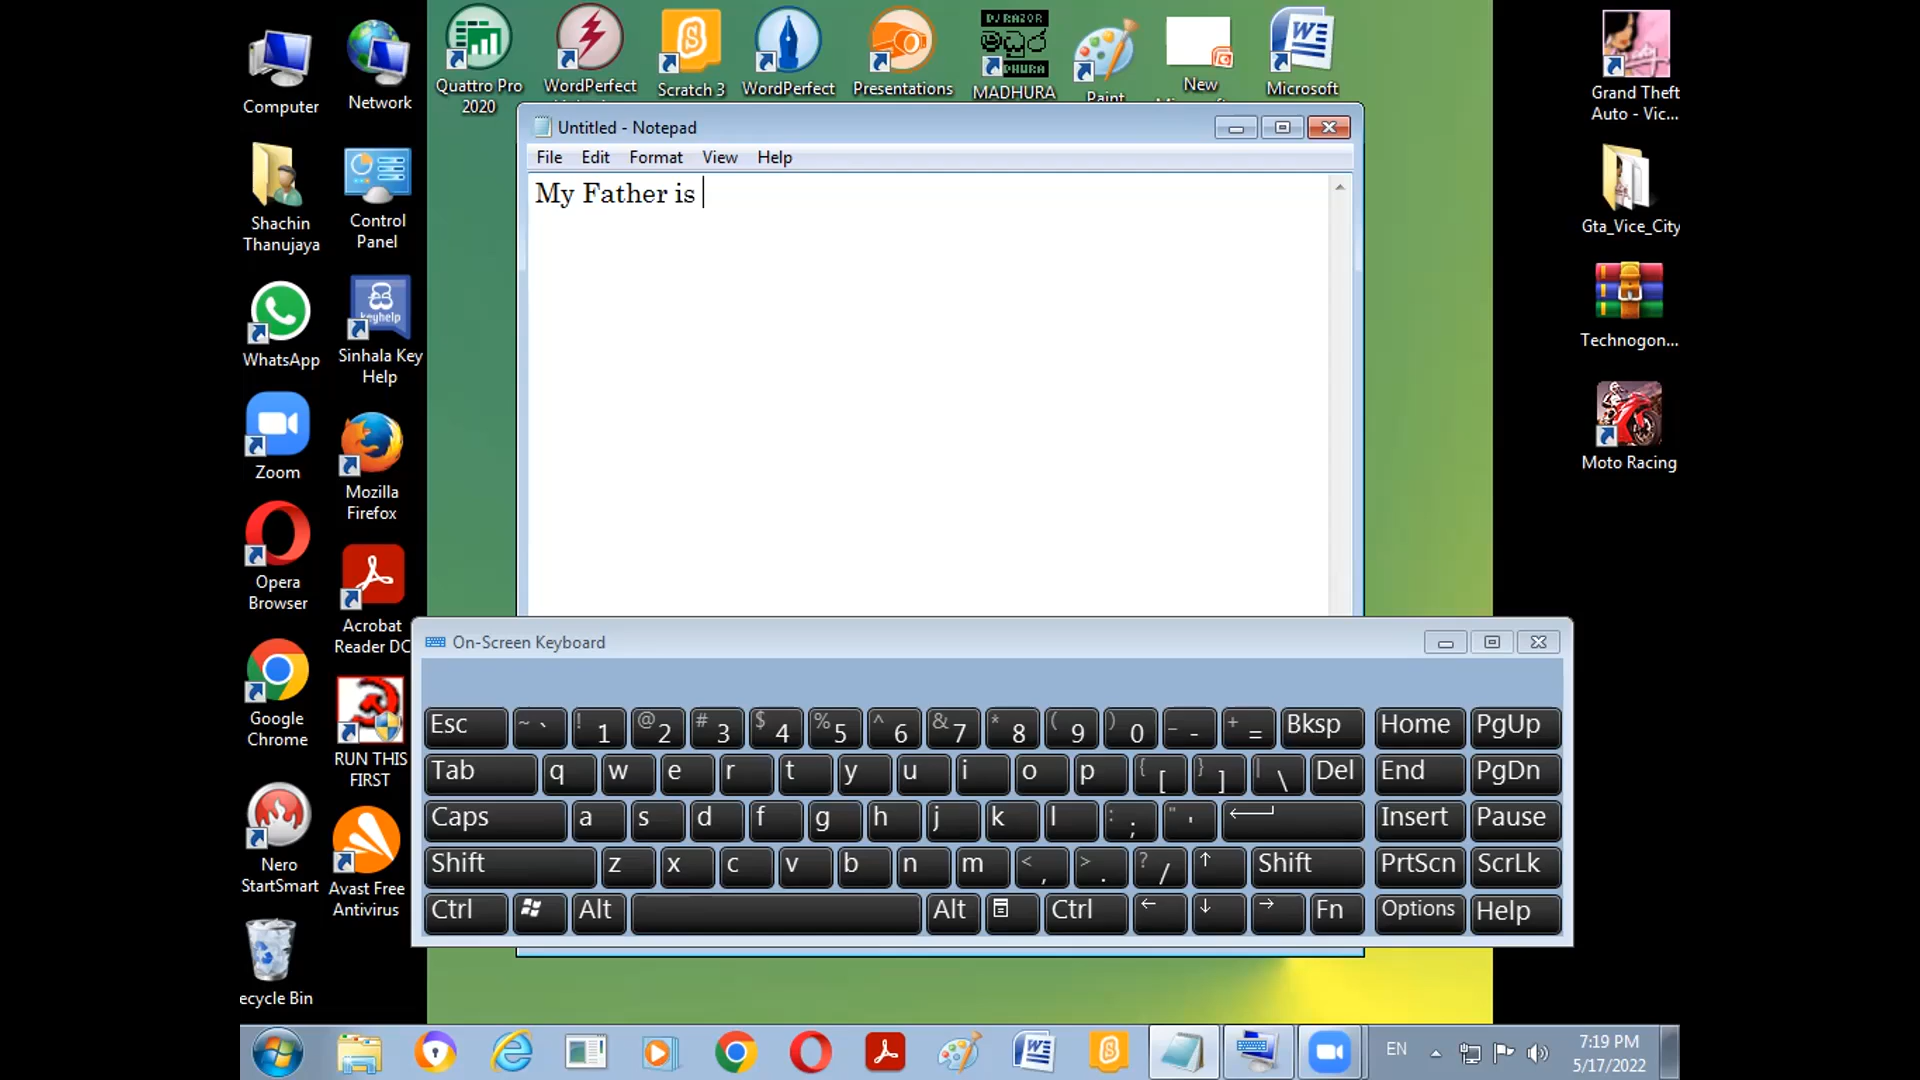 Computer
Network
Quattro Pro
2020
WordPerfect
Scratch 3
WordPerfect
Presentations
DJ RAZOR
මධුර
MADHURA
Paint
New
Microsoft
Grand Theft
Auto - Vic...
Untitled - Notepad
File Edit Format View Help
My Father is
Shachin
Thanujaya
Control
Panel
Gta_Vice_City
WhatsApp
keyhelp
Sinhala Key
Help
Technogon...
Zoom
Mozilla
Firefox
Moto Racing
Opera
Browser
Acrobat
Reader DC
Google
Chrome
RUN THIS
FIRST
Nero
StartSmart
Avast Free
Antivirus
ecycle Bin
On-Screen Keyboard
Esc ~ ` ! 1 @ 2 # 3 $ 4 % 5 ^ 6 & 7 * 8 ( 9 ) 0 _ - + = Bksp Home PgUp
Tab q w e r t y u i o p { [ } ] | \ Del End PgDn
Caps a s d f g h j k l : ; " ' Insert Pause
Shift z x c v b n m < , > . ? / ↑ Shift PrtScn ScrLk
Ctrl Alt Alt Ctrl ← ↓ → Fn Options Help
EN
7:19 PM
5/17/2022